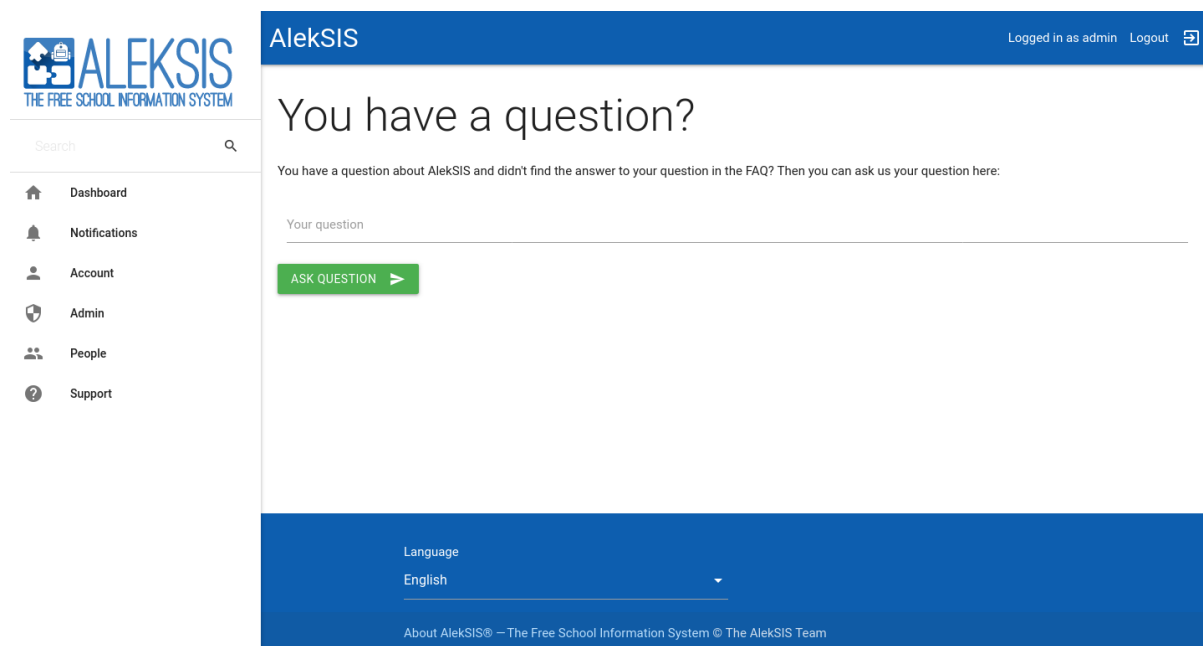 ALEKSIS
THE FREE SCHOOL INFORMATION SYSTEM
Search
Dashboard
Notifications
Account
Admin
People
Support
AlekSIS
Logged in as admin Logout
You have a question?
You have a question about AlekSIS and didn't find the answer to your question in the FAQ? Then you can ask us your question here:
Your question
ASK QUESTION
Language
English
About AlekSIS® — The Free School Information System © The AlekSIS Team